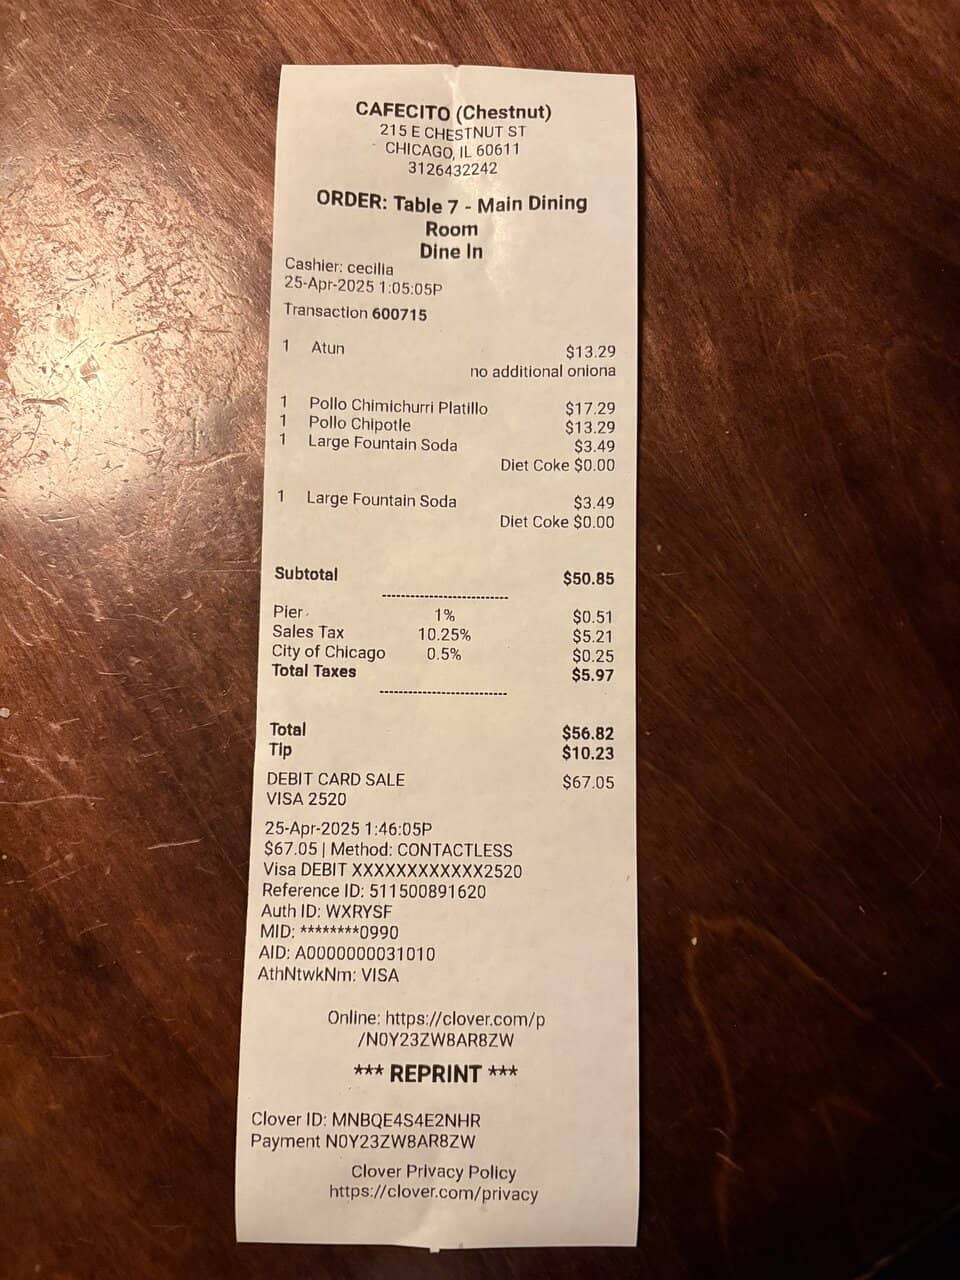 CAFECITO (Chestnut)
215 E CHESTNUT ST
CHICAGO, IL 60611
3126432242
ORDER: Table 7 - Main Dining
Room
Dine In
Cashier: cecilia
25-Apr-2025 1:05:05P
Transaction 600715
1 Atun $13.29
no additional oniona
1 Pollo Chimichurri Platillo $17.29
1 Pollo Chipotle $13.29
1 Large Fountain Soda $3.49
Diet Coke $0.00
1 Large Fountain Soda $3.49
Diet Coke $0.00
Subtotal $50.85
-------------------------
Pier 1% $0.51
Sales Tax 10.25% $5.21
City of Chicago 0.5% $0.25
Total Taxes $5.97
-------------------------
Total $56.82
Tip $10.23
DEBIT CARD SALE $67.05
VISA 2520
25-Apr-2025 1:46:05P
$67.05 | Method: CONTACTLESS
Visa DEBIT XXXXXXXXXXXX2520
Reference ID: 511500891620
Auth ID: WXRYSF
MID: ********0990
AID: A0000000031010
AthNtwkNm: VISA
Online: https://clover.com/p
/N0Y23ZW8AR8ZW
*** REPRINT ***
Clover ID: MNBQE4S4E2NHR
Payment N0Y23ZW8AR8ZW
Clover Privacy Policy
https://clover.com/privacy